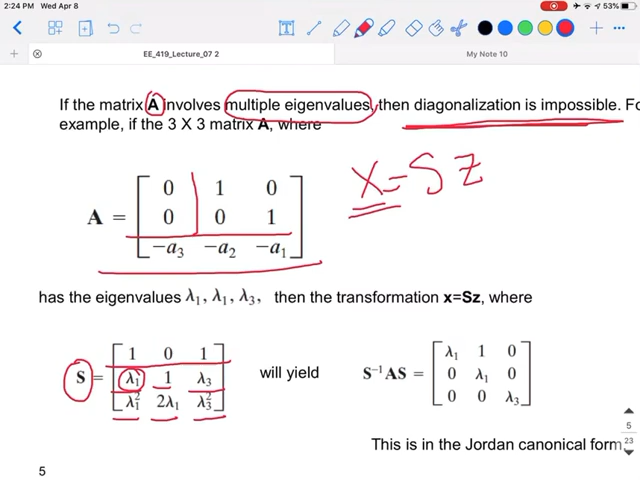 2:24 PM Wed Apr 8
53%
EE_419_Lecture_07 2
My Note 10
If the matrix A involves multiple eigenvalues, then diagonalization is impossible. Fo
example, if the 3 X 3 matrix A, where
x = S z
A = [ 0 1 0
0 0 1
-a₃ -a₂ -a₁ ]
has the eigenvalues λ₁, λ₁, λ₃, then the transformation x=Sz, where
S = [ 1 0 1
λ₁ 1 λ₃
λ₁² 2λ₁ λ₃² ]
will yield
S⁻¹AS = [ λ₁ 1 0
0 λ₁ 0
0 0 λ₃ ]
This is in the Jordan canonical form.
5
5
23